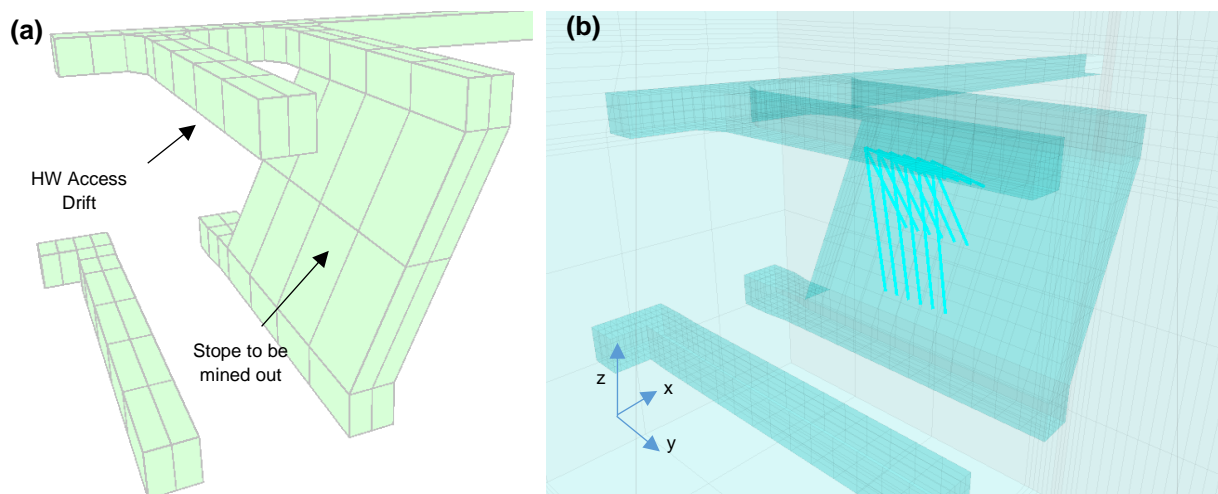 (a)
HW Access
Drift
Stope to be
mined out
(b)
z
x
y